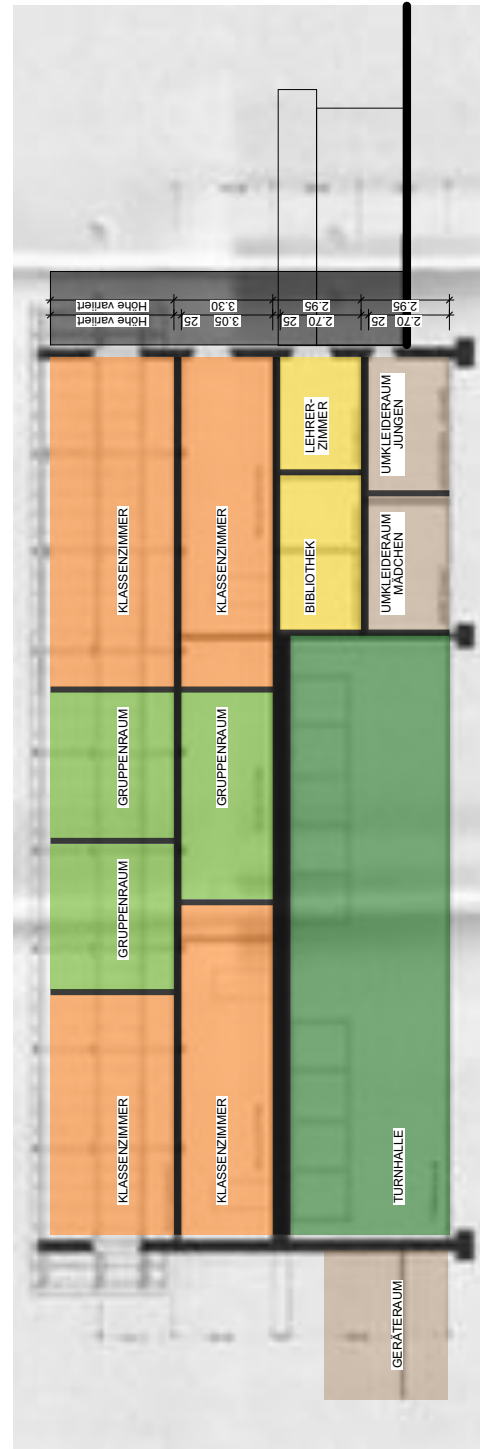 KLASSENZIMMER
GRUPPENRAUM
GRUPPENRAUM
KLASSENZIMMER
KLASSENZIMMER
GRUPPENRAUM
KLASSENZIMMER
BIBLIOTHEK
LEHRER-
ZIMMER
GERÄTERAUM
TURNHALLE
UMKLEIDERAUM
MÄDCHEN
UMKLEIDERAUM
JUNGEN
Höhe variiert
Höhe variiert
25
3.05
3.30
25
2.70
2.95
25
2.70
2.95